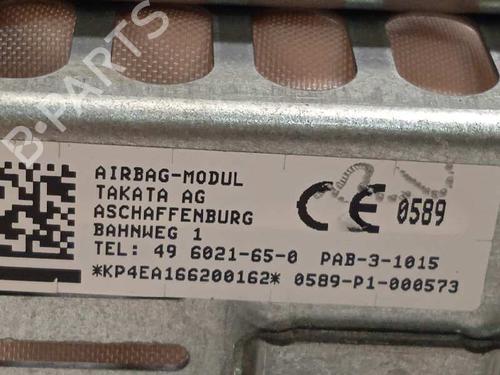 B-PARTS
AIRBAG-MODUL
TAKATA AG
ASCHAFFENBURG
BAHNWEG 1
TEL: 49 6021-65-0 PAB-3-1015
*KP4EA166200162* 0589-P1-000573
CE 0589